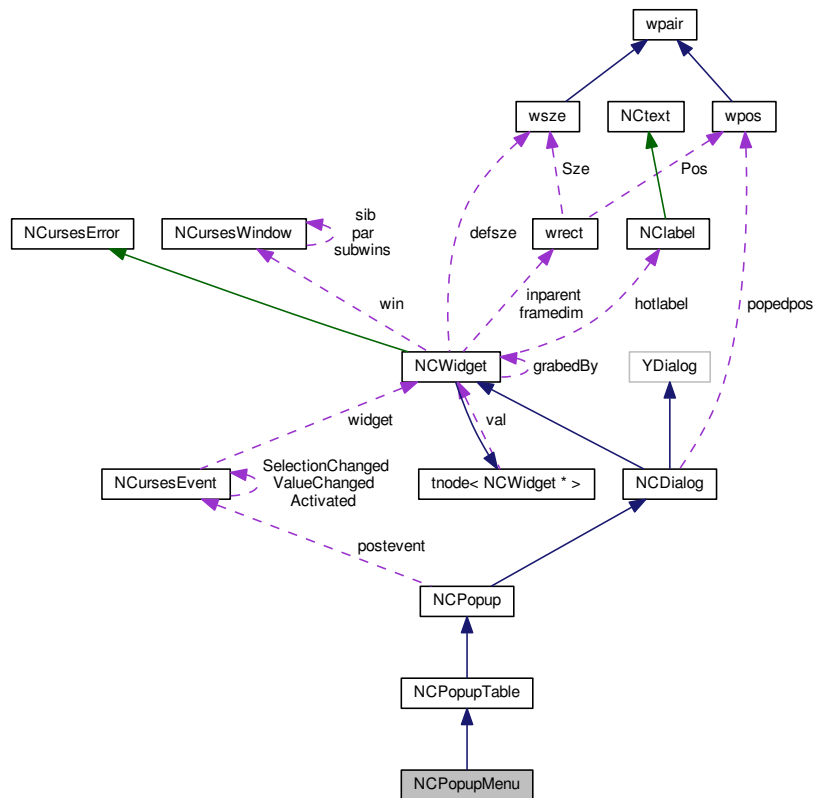 wpair
wsze
NCtext
wpos
Sze
Pos
NCursesError
NCursesWindow
sib
par
subwins
defsze
wrect
NClabel
win
inparent
framedim
hotlabel
popedpos
NCWidget
grabedBy
YDialog
widget
val
NCursesEvent
SelectionChanged
ValueChanged
Activated
tnode< NCWidget * >
NCDialog
postevent
NCPopup
NCPopupTable
NCPopupMenu